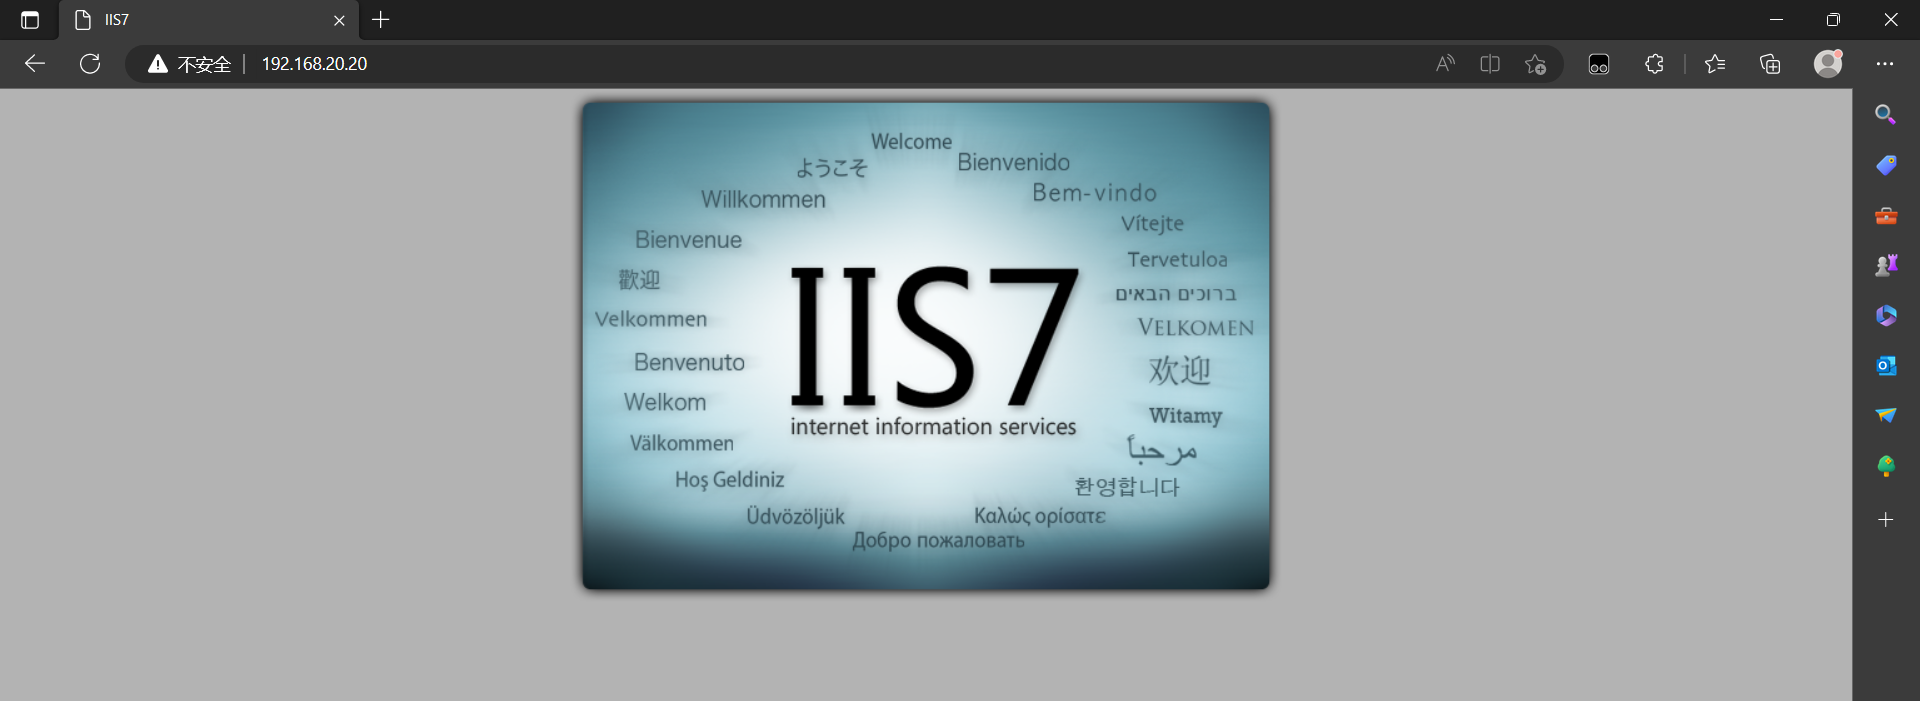 IIS7
不安全
192.168.20.20
Welcome
Bienvenido
ようこそ
Bem-vindo
Willkommen
Vítejte
Bienvenue
Tervetuloa
歡迎
ברוכים הבאים
Velkommen
VELKOMEN
IIS7
Benvenuto
欢迎
Welkom
Witamy
internet information services
Välkommen
مرحباً
Hoş Geldiniz
환영합니다
Üdvözöljük
Καλώς ορίσατε
Добро пожаловать